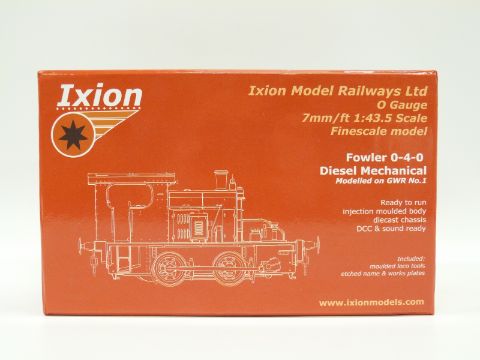 Ixion
Ixion Model Railways Ltd
O Gauge
7mm/ft 1:43.5 Scale
Finescale model
Fowler 0-4-0
Diesel Mechanical
Modelled on GWR No.1
Ready to run
injection moulded body
diecast chassis
DCC & sound ready
Included:
moulded loco tools
etched name & works plates
www.ixionmodels.com